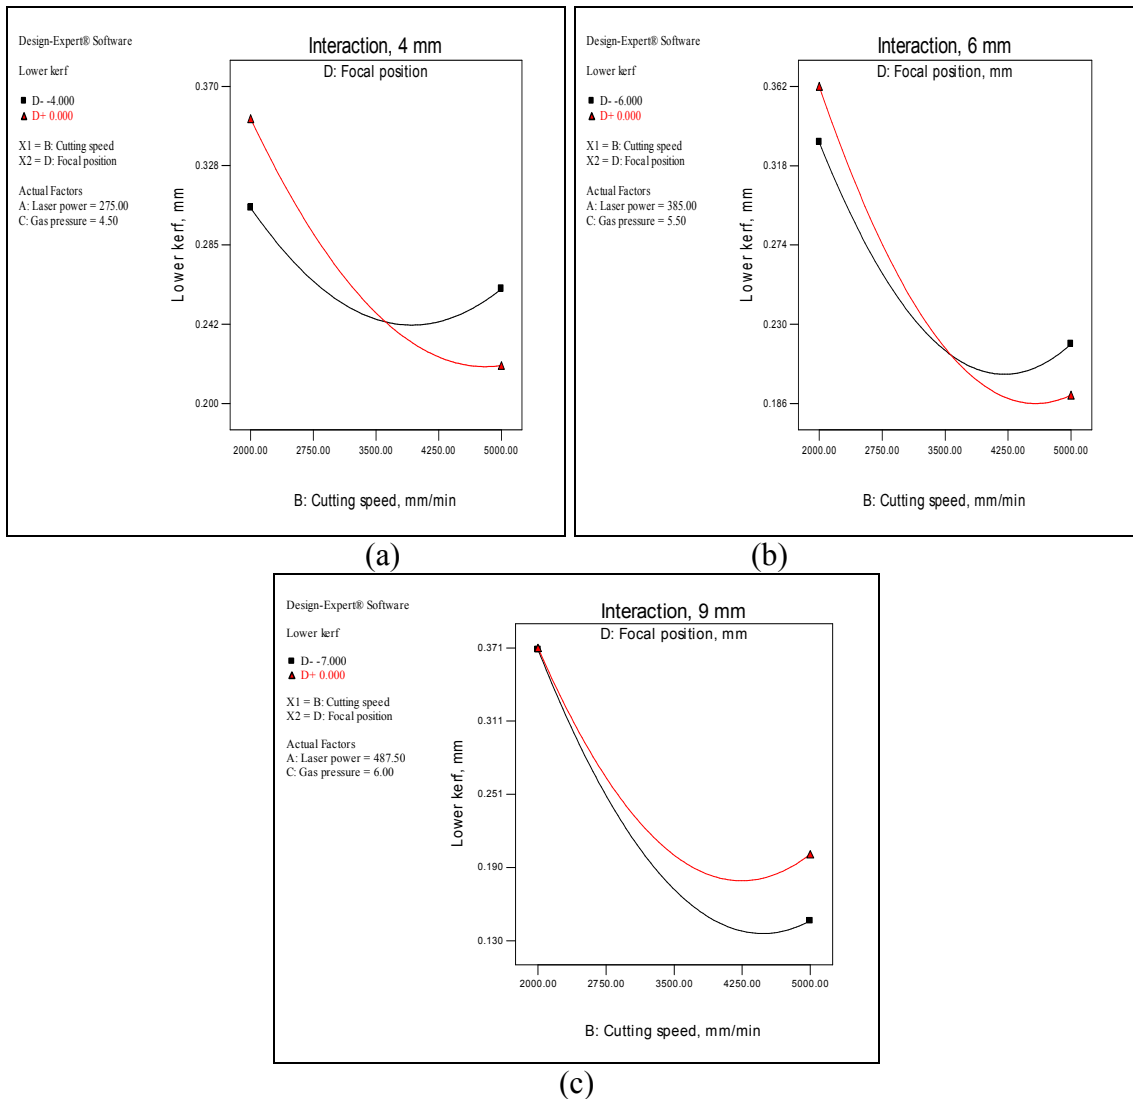 Design-Expert® Software
Lower kerf
D- -4.000
D+ 0.000
X1 = B: Cutting speed
X2 = D: Focal position
Actual Factors
A: Laser power = 275.00
C: Gas pressure = 4.50
Interaction, 4 mm
D: Focal position
Lower kerf, mm
0.370
0.328
0.285
0.242
0.200
2000.00 2750.00 3500.00 4250.00 5000.00
B: Cutting speed, mm/min
(a)
Design-Expert® Software
Lower kerf
D- -6.000
D+ 0.000
X1 = B: Cutting speed
X2 = D: Focal position
Actual Factors
A: Laser power = 385.00
C: Gas pressure = 5.50
Interaction, 6 mm
D: Focal position, mm
Lower kerf, mm
0.362
0.318
0.274
0.230
0.186
2000.00 2750.00 3500.00 4250.00 5000.00
B: Cutting speed, mm/min
(b)
Design-Expert® Software
Lower kerf
D- -7.000
D+ 0.000
X1 = B: Cutting speed
X2 = D: Focal position
Actual Factors
A: Laser power = 487.50
C: Gas pressure = 6.00
Interaction, 9 mm
D: Focal position, mm
Lower kerf, mm
0.371
0.311
0.251
0.190
0.130
2000.00 2750.00 3500.00 4250.00 5000.00
B: Cutting speed, mm/min
(c)